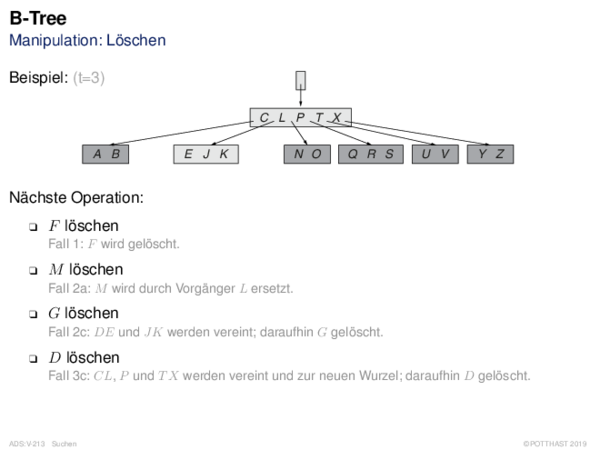 B-Tree
Manipulation: Löschen
Beispiel: (t=3)
C L P T X
A B E J K N O Q R S U V Y Z
Nächste Operation:
❑ F löschen
Fall 1: F wird gelöscht.
❑ M löschen
Fall 2a: M wird durch Vorgänger L ersetzt.
❑ G löschen
Fall 2c: DE und JK werden vereint; daraufhin G gelöscht.
❑ D löschen
Fall 3c: CL, P und TX werden vereint und zur neuen Wurzel; daraufhin D gelöscht.
ADS:V-213 Suchen ©POTTHAST 2019